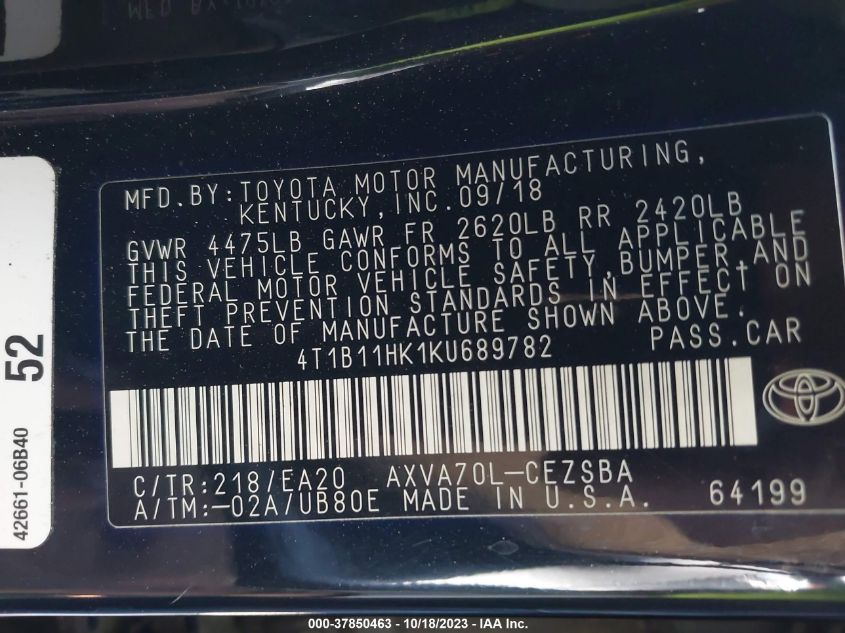 MFD.BY:TOYOTA MOTOR MANUFACTURING,
KENTUCKY,INC.09/18
GVWR 4475LB GAWR FR 2620LB RR 2420LB
THIS VEHICLE CONFORMS TO ALL APPLICABLE
FEDERAL MOTOR VEHICLE SAFETY,BUMPER,AND
THEFT PREVENTION STANDARDS IN EFFECT ON
THE DATE OF MANUFACTURE SHOWN ABOVE.
4T1B11HK1KU689782 PASS.CAR
C/TR:218/EA20 AXVA70L-CEZSBA
A/TM:-02A/UB80E MADE IN U.S.A. 64199
52
42661-06B40
000-37850463 - 10/18/2023 - IAA Inc.